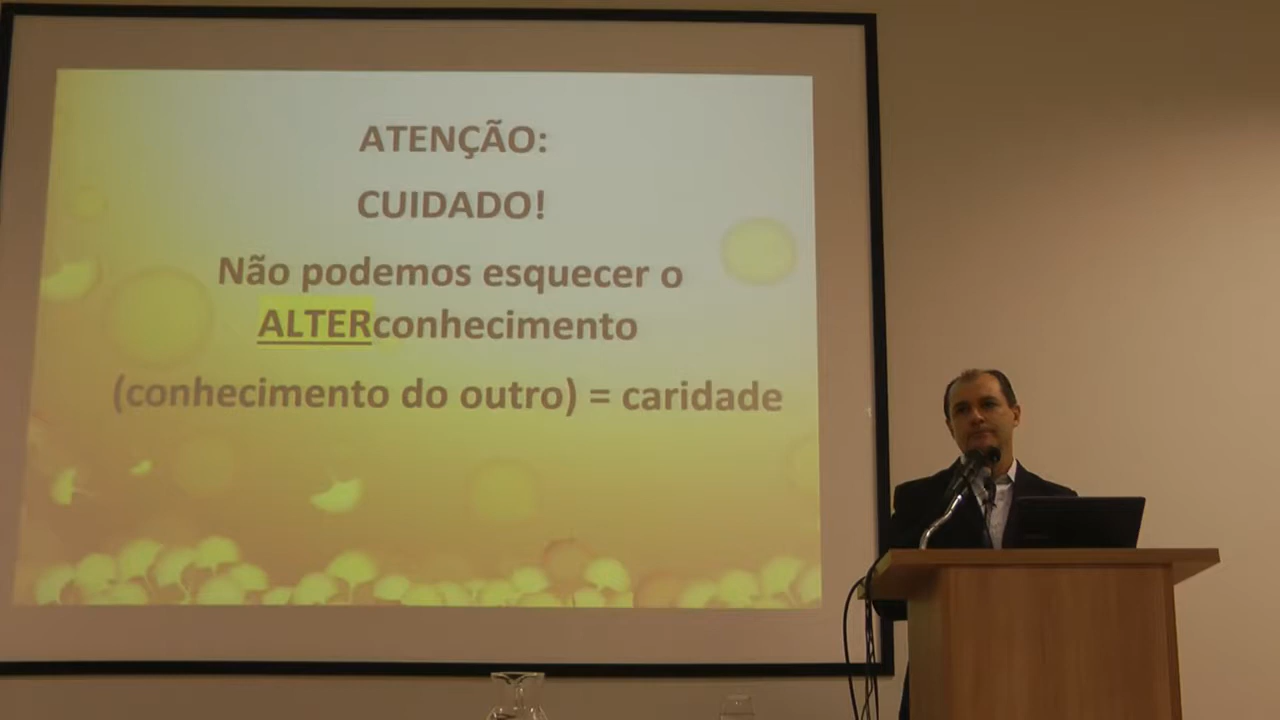 ATENÇÃO:
CUIDADO!
Não podemos esquecer o
ALTERconhecimento
(conhecimento do outro) = caridade